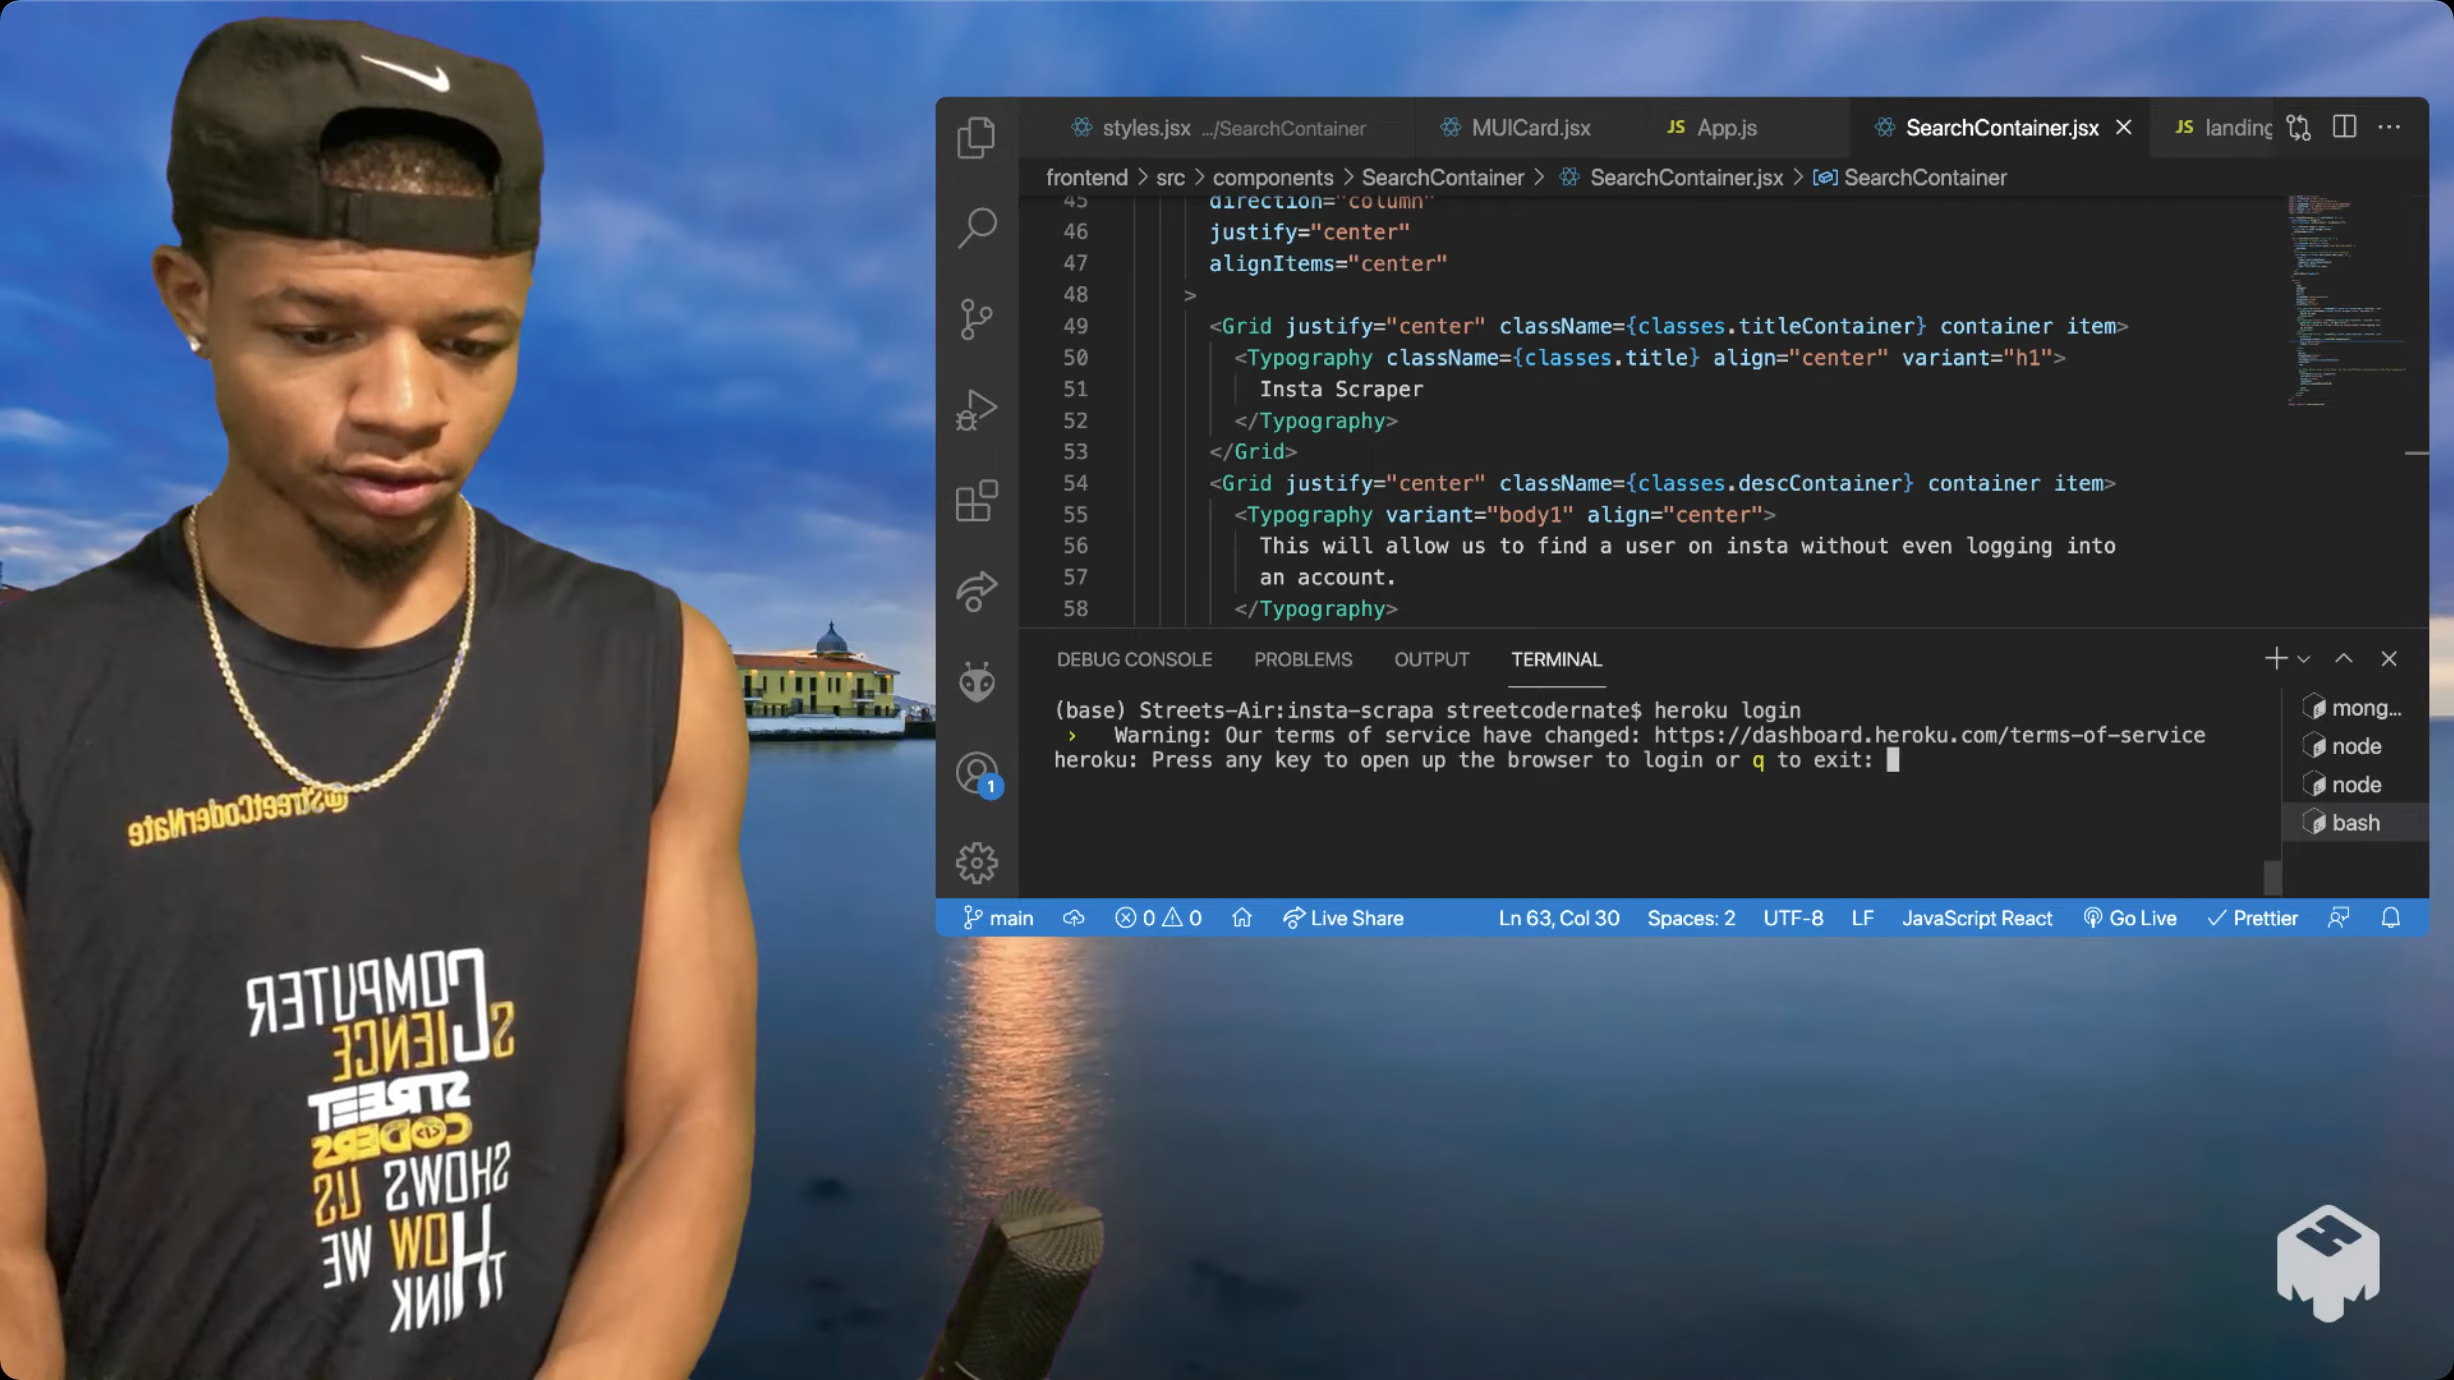 @StreetCoderNate
COMPUTER
SCIENCE
STREET
CODERS
SHOWS US
HOW WE
THINK
styles.jsx .../SearchContainer
MUICard.jsx
JS App.js
SearchContainer.jsx
JS landing
frontend > src > components > SearchContainer > SearchContainer.jsx > SearchContainer
45 direction="column"
46 justify="center"
47 alignItems="center"
48 >
49 <Grid justify="center" className={classes.titleContainer} container item>
50 <Typography className={classes.title} align="center" variant="h1">
51 Insta Scraper
52 </Typography>
53 </Grid>
54 <Grid justify="center" className={classes.descContainer} container item>
55 <Typography variant="body1" align="center">
56 This will allow us to find a user on insta without even logging into
57 an account.
58 </Typography>
DEBUG CONSOLE PROBLEMS OUTPUT TERMINAL
(base) Streets-Air:insta-scrapa streetcodernate$ heroku login
› Warning: Our terms of service have changed: https://dashboard.heroku.com/terms-of-service
heroku: Press any key to open up the browser to login or q to exit:
mong...
node
node
bash
1
main 0 0 Live Share Ln 63, Col 30 Spaces: 2 UTF-8 LF JavaScript React Go Live Prettier